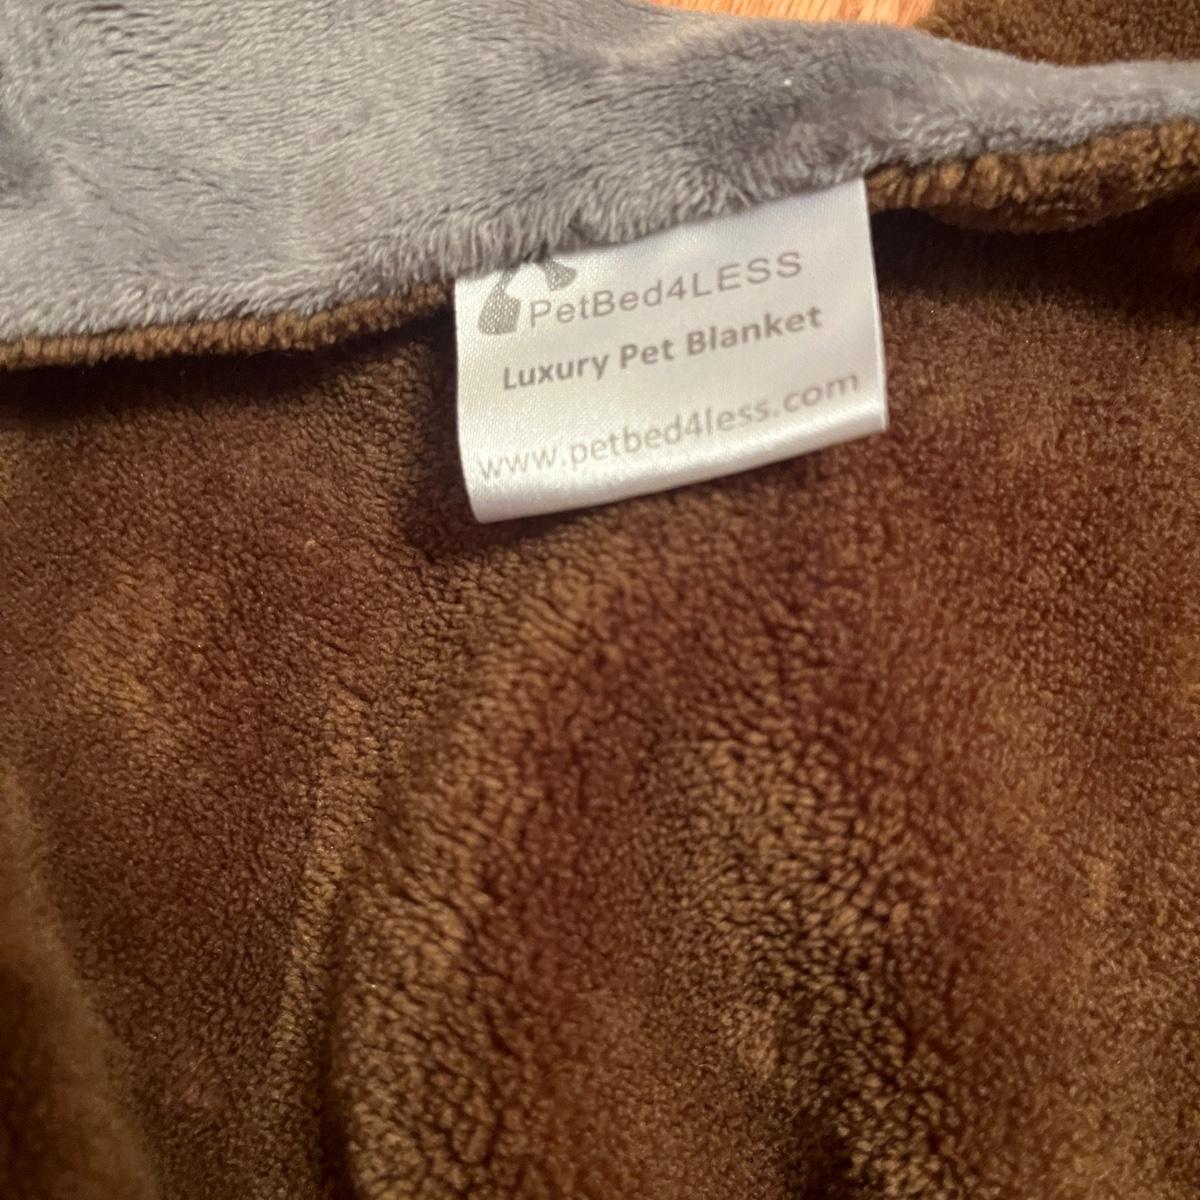 PetBed4LESS
Luxury Pet Blanket
www.petbed4less.com